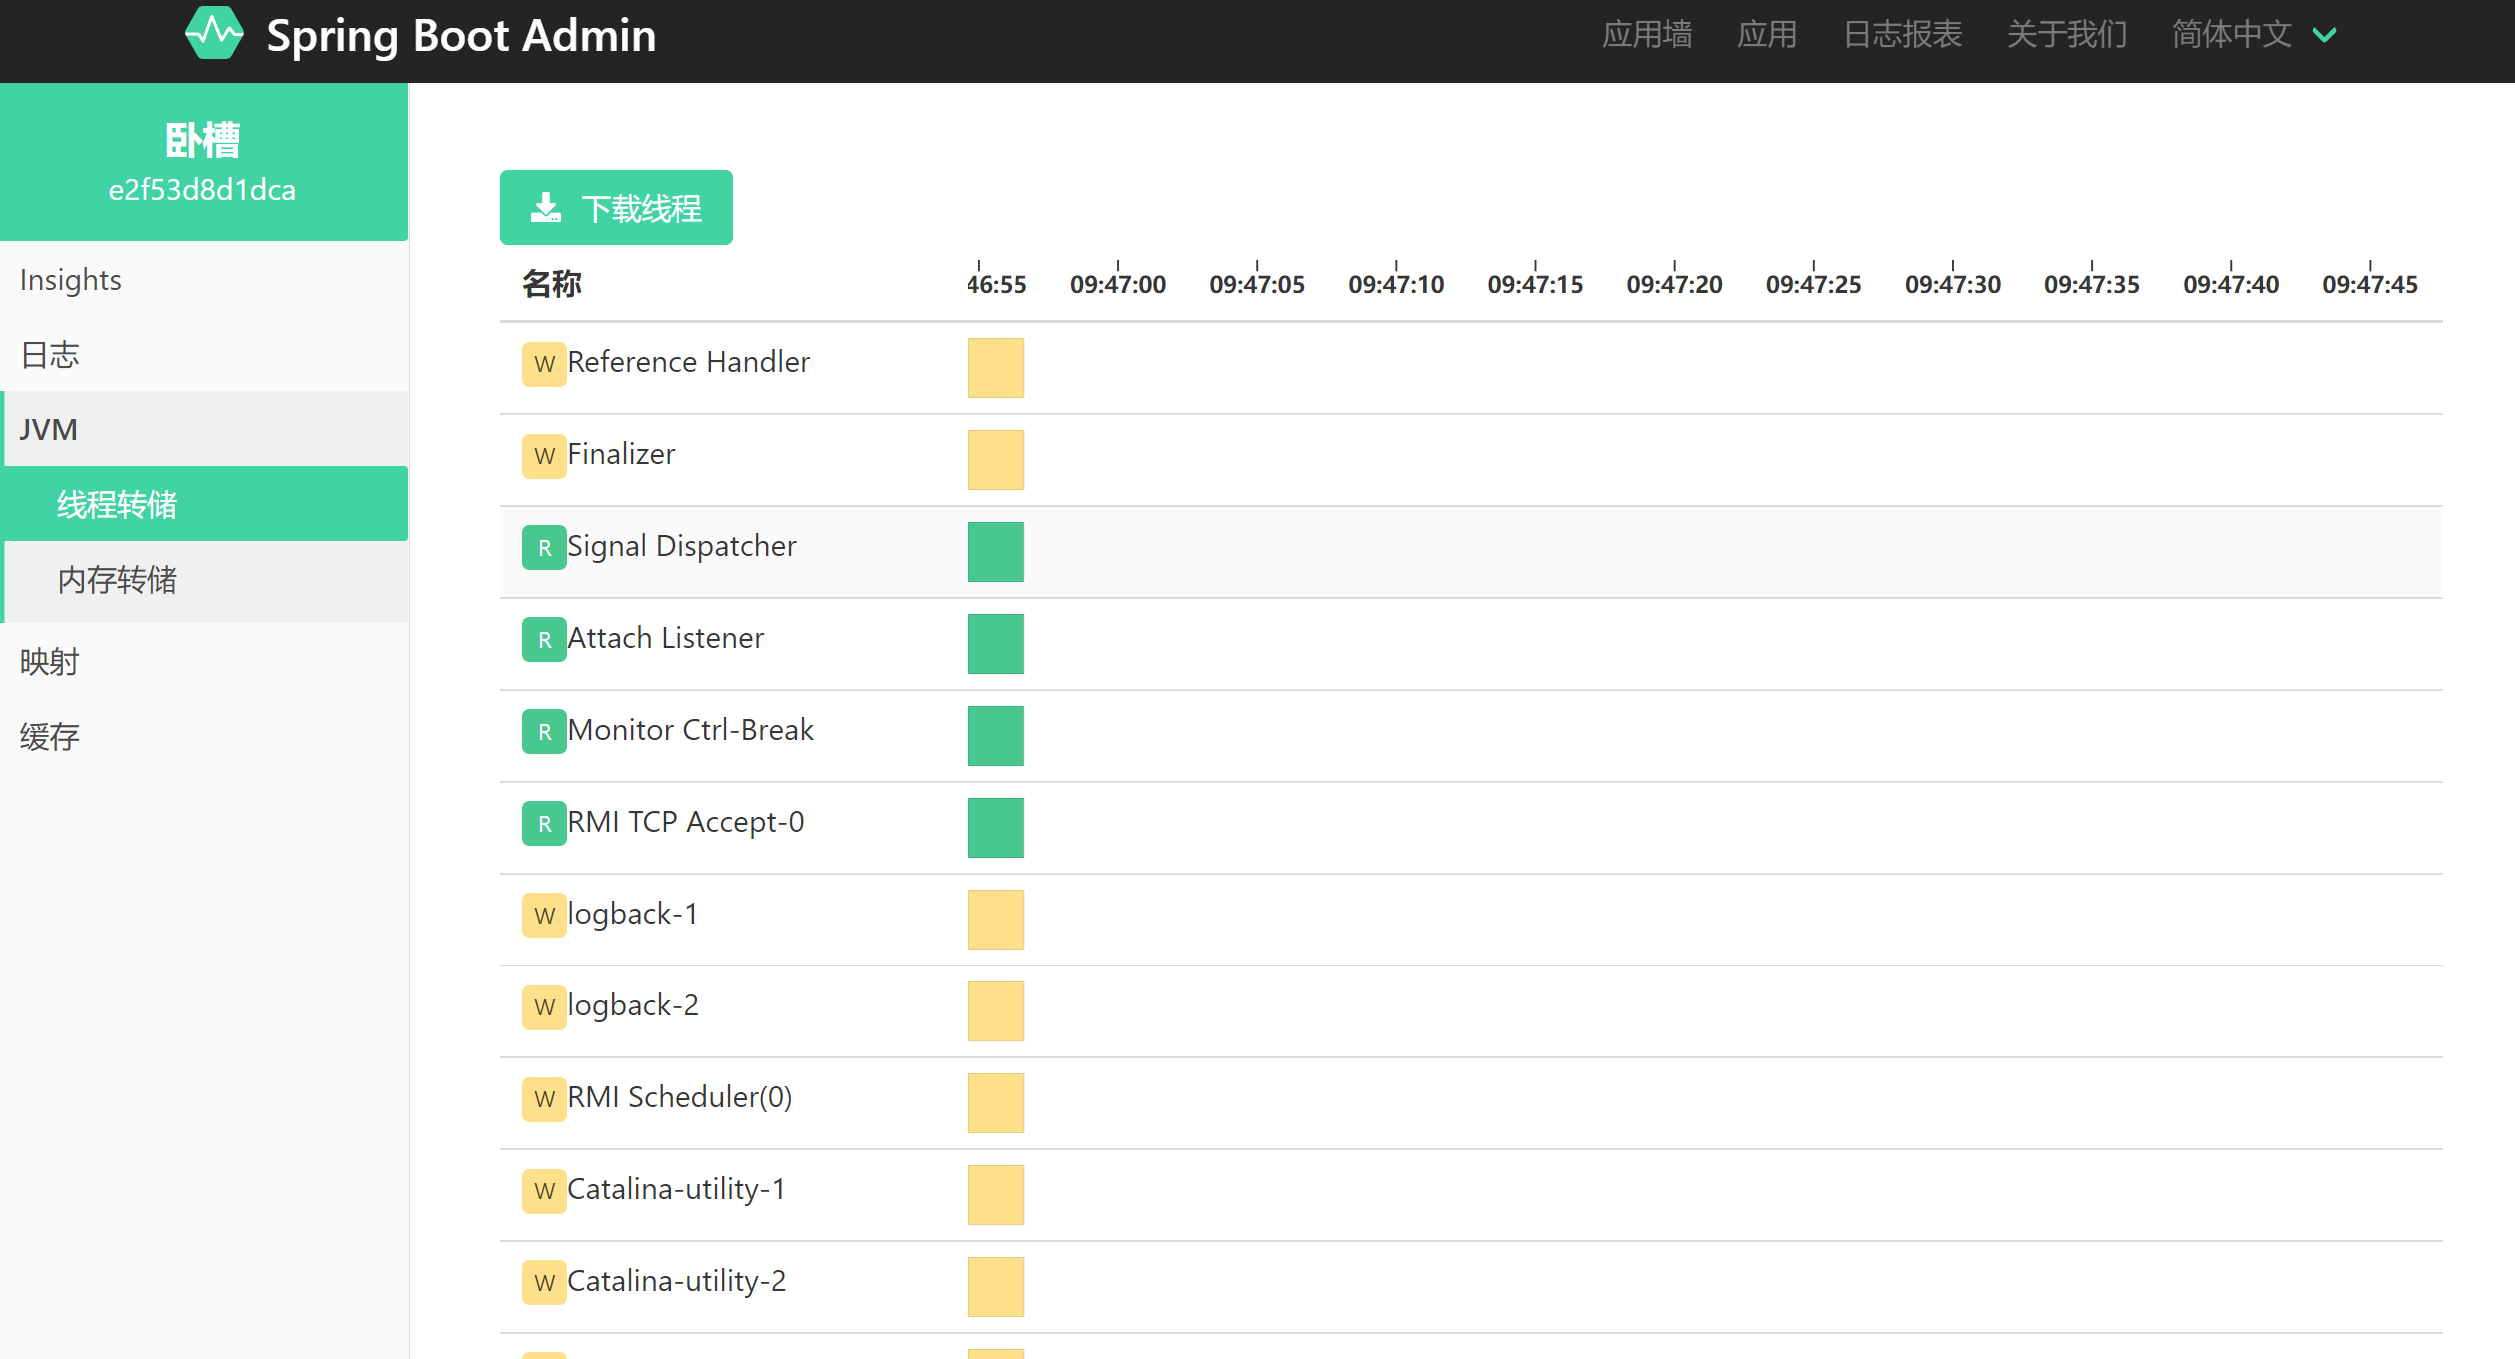 Spring Boot Admin
应用墙 应用 日志报表 关于我们 简体中文
卧槽
e2f53d8d1dca
Insights
日志
JVM
线程转储
内存转储
映射
缓存
下载线程
名称 46:55 09:47:00 09:47:05 09:47:10 09:47:15 09:47:20 09:47:25 09:47:30 09:47:35 09:47:40 09:47:45
W Reference Handler
W Finalizer
R Signal Dispatcher
R Attach Listener
R Monitor Ctrl-Break
R RMI TCP Accept-0
W logback-1
W logback-2
W RMI Scheduler(0)
W Catalina-utility-1
W Catalina-utility-2